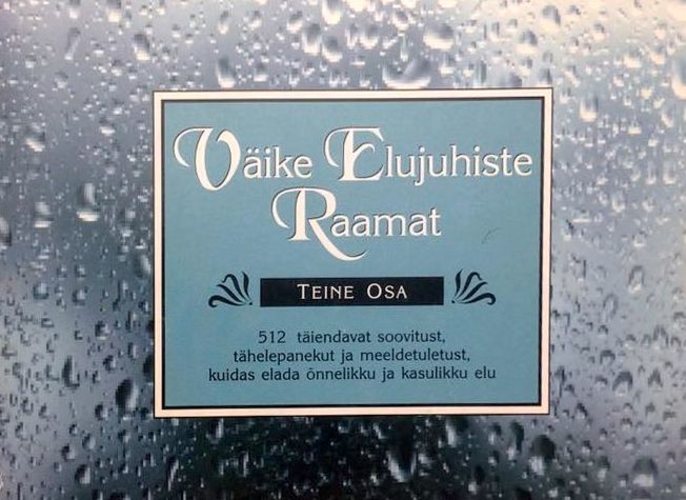 Väike Elujuhiste
Raamat
TEINE OSA
512 täiendavat soovitust,
tähelepanekut ja meeldetuletust,
kuidas elada õnnelikku ja kasulikku elu